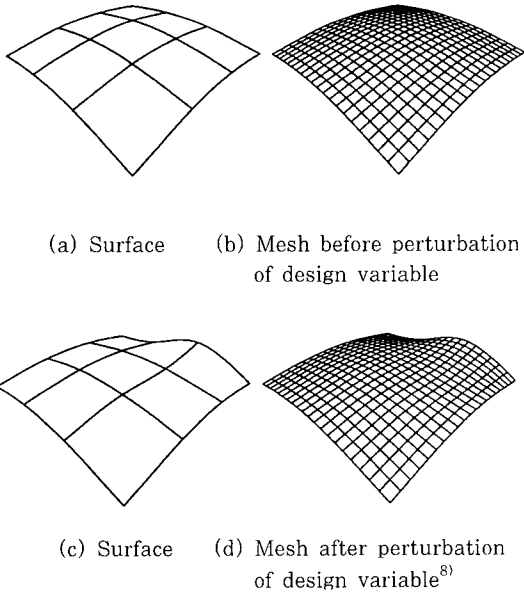 (a) Surface
(b) Mesh before perturbation
of design variable
(c) Surface
(d) Mesh after perturbation
of design variable8)